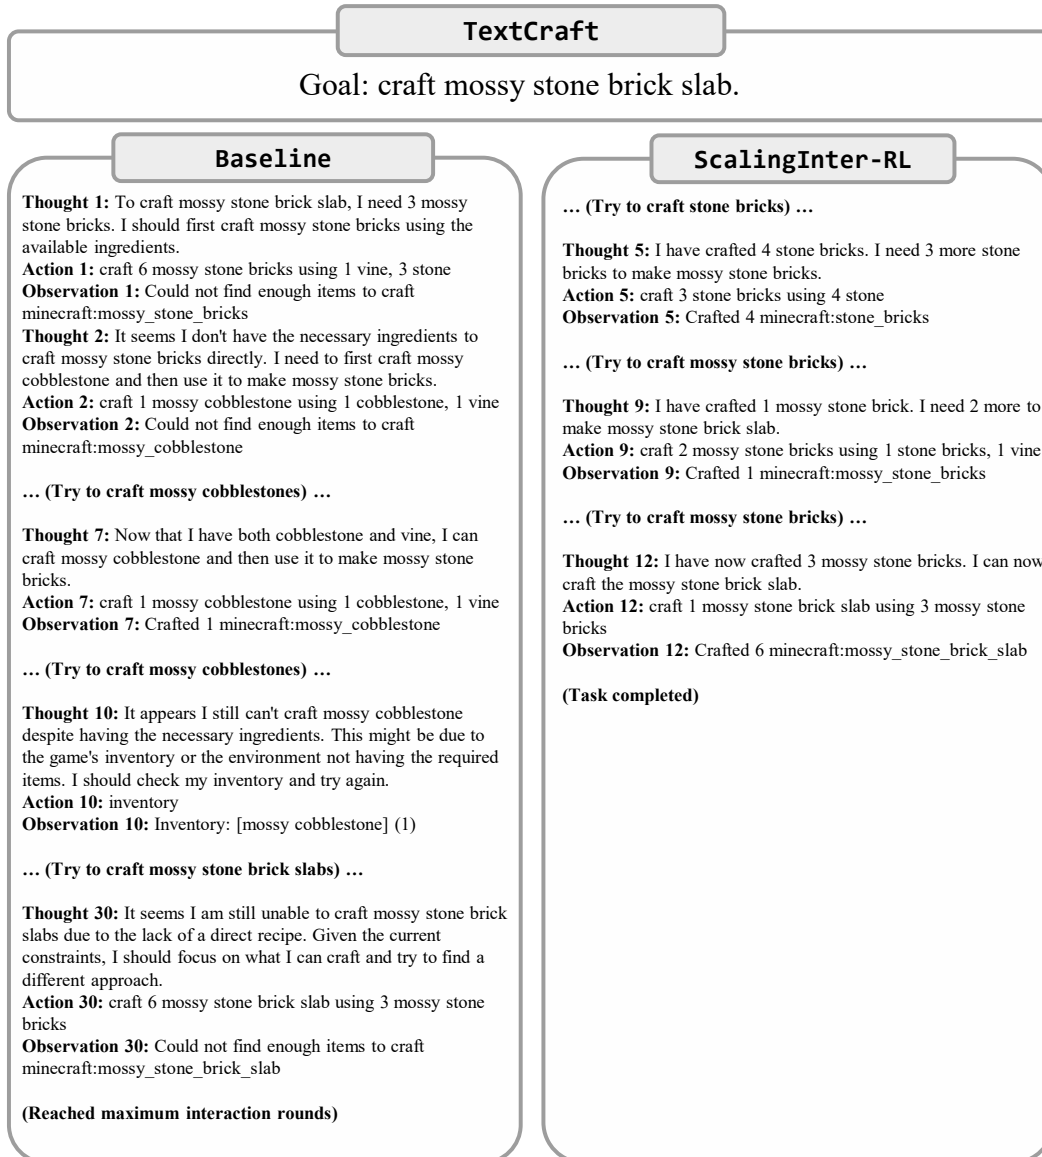 TextCraft
Goal: craft mossy stone brick slab.
Baseline
Thought 1: To craft mossy stone brick slab, I need 3 mossy
stone bricks. I should first craft mossy stone bricks using the
available ingredients.
Action 1: craft 6 mossy stone bricks using 1 vine, 3 stone
Observation 1: Could not find enough items to craft
minecraft:mossy_stone_bricks
Thought 2: It seems I don't have the necessary ingredients to
craft mossy stone bricks directly. I need to first craft mossy
cobblestone and then use it to make mossy stone bricks.
Action 2: craft 1 mossy cobblestone using 1 cobblestone, 1 vine
Observation 2: Could not find enough items to craft
minecraft:mossy_cobblestone
… (Try to craft mossy cobblestones) …
Thought 7: Now that I have both cobblestone and vine, I can
craft mossy cobblestone and then use it to make mossy stone
bricks.
Action 7: craft 1 mossy cobblestone using 1 cobblestone, 1 vine
Observation 7: Crafted 1 minecraft:mossy_cobblestone
… (Try to craft mossy cobblestones) …
Thought 10: It appears I still can't craft mossy cobblestone
despite having the necessary ingredients. This might be due to
the game's inventory or the environment not having the required
items. I should check my inventory and try again.
Action 10: inventory
Observation 10: Inventory: [mossy cobblestone] (1)
… (Try to craft mossy stone brick slabs) …
Thought 30: It seems I am still unable to craft mossy stone brick
slabs due to the lack of a direct recipe. Given the current
constraints, I should focus on what I can craft and try to find a
different approach.
Action 30: craft 6 mossy stone brick slab using 3 mossy stone
bricks
Observation 30: Could not find enough items to craft
minecraft:mossy_stone_brick_slab
(Reached maximum interaction rounds)
ScalingInter-RL
… (Try to craft stone bricks) …
Thought 5: I have crafted 4 stone bricks. I need 3 more stone
bricks to make mossy stone bricks.
Action 5: craft 3 stone bricks using 4 stone
Observation 5: Crafted 4 minecraft:stone_bricks
… (Try to craft mossy stone bricks) …
Thought 9: I have crafted 1 mossy stone brick. I need 2 more to
make mossy stone brick slab.
Action 9: craft 2 mossy stone bricks using 1 stone bricks, 1 vine
Observation 9: Crafted 1 minecraft:mossy_stone_bricks
… (Try to craft mossy stone bricks) …
Thought 12: I have now crafted 3 mossy stone bricks. I can now
craft the mossy stone brick slab.
Action 12: craft 1 mossy stone brick slab using 3 mossy stone
bricks
Observation 12: Crafted 6 minecraft:mossy_stone_brick_slab
(Task completed)